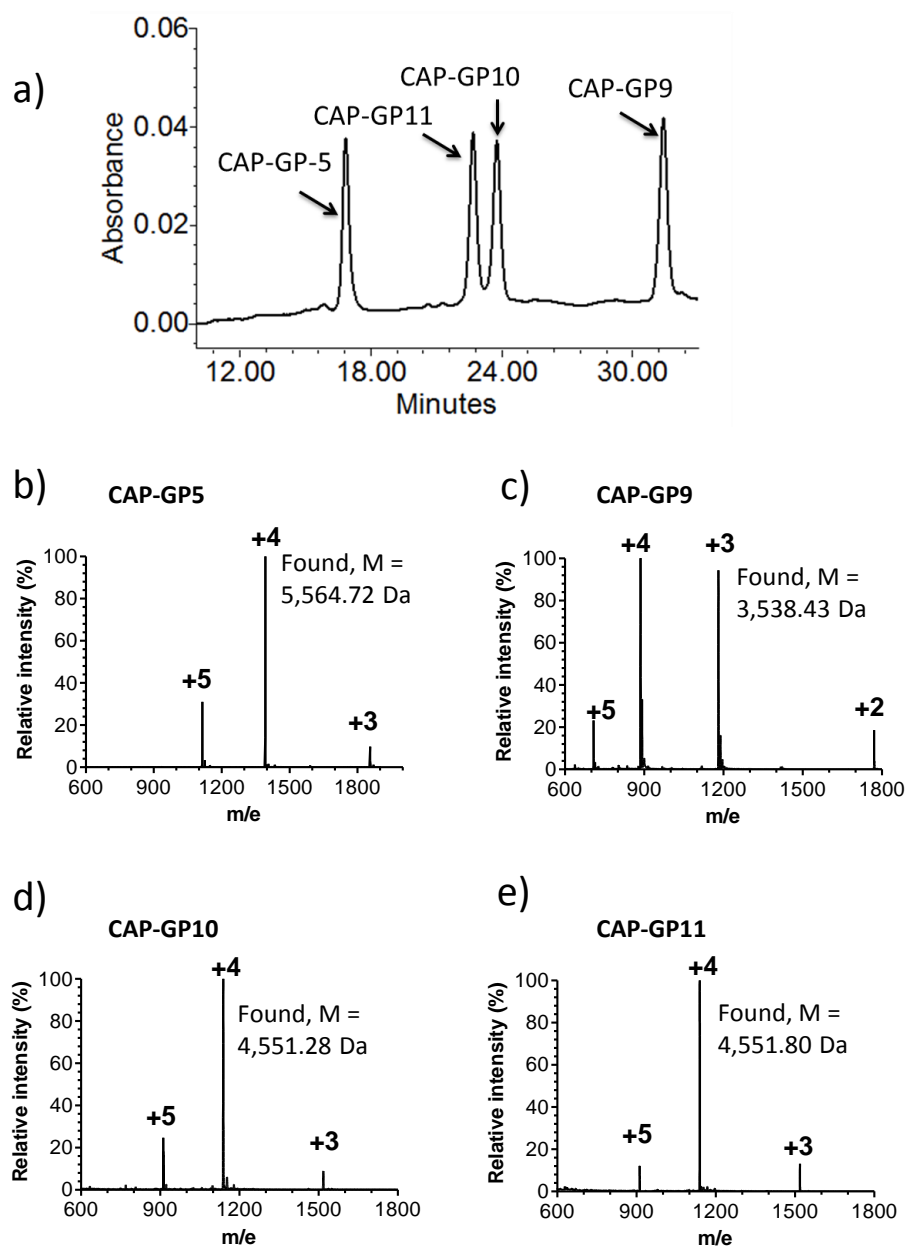 a)
0.06
0.04
0.02
0.00
Absorbance
CAP-GP-5
CAP-GP11
CAP-GP10
CAP-GP9
12.00 18.00 24.00 30.00
Minutes
b)
CAP-GP5
Relative intensity (%)
100
80
60
40
20
0
+5
+4
+3
Found, M =
5,564.72 Da
600 900 1200 1500 1800
m/e
c)
CAP-GP9
Relative intensity (%)
100
80
60
40
20
0
+5
+4
+3
+2
Found, M =
3,538.43 Da
600 900 1200 1500 1800
m/e
d)
CAP-GP10
Relative intensity (%)
100
80
60
40
20
0
+5
+4
+3
Found, M =
4,551.28 Da
600 900 1200 1500 1800
m/e
e)
CAP-GP11
Relative intensity (%)
100
80
60
40
20
0
+5
+4
+3
Found, M =
4,551.80 Da
600 900 1200 1500 1800
m/e